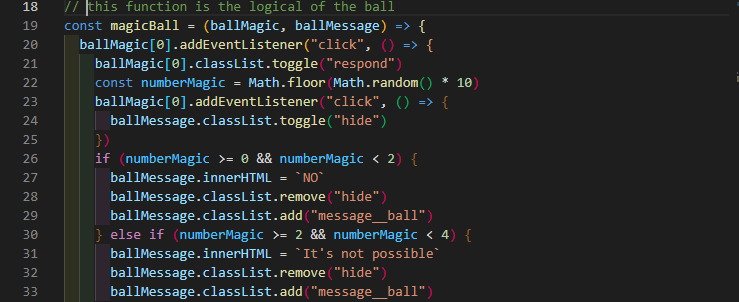 18 // this function is the logical of the ball
19 const magicBall = (ballMagic, ballMessage) => {
20 ballMagic[0].addEventListener("click", () => {
21 ballMagic[0].classList.toggle("respond")
22 const numberMagic = Math.floor(Math.random() * 10)
23 ballMagic[0].addEventListener("click", () => {
24 ballMessage.classList.toggle("hide")
25 })
26 if (numberMagic >= 0 && numberMagic < 2) {
27 ballMessage.innerHTML = `NO`
28 ballMessage.classList.remove("hide")
29 ballMessage.classList.add("message__ball")
30 } else if (numberMagic >= 2 && numberMagic < 4) {
31 ballMessage.innerHTML = `It's not possible`
32 ballMessage.classList.remove("hide")
33 ballMessage.classList.add("message__ball")